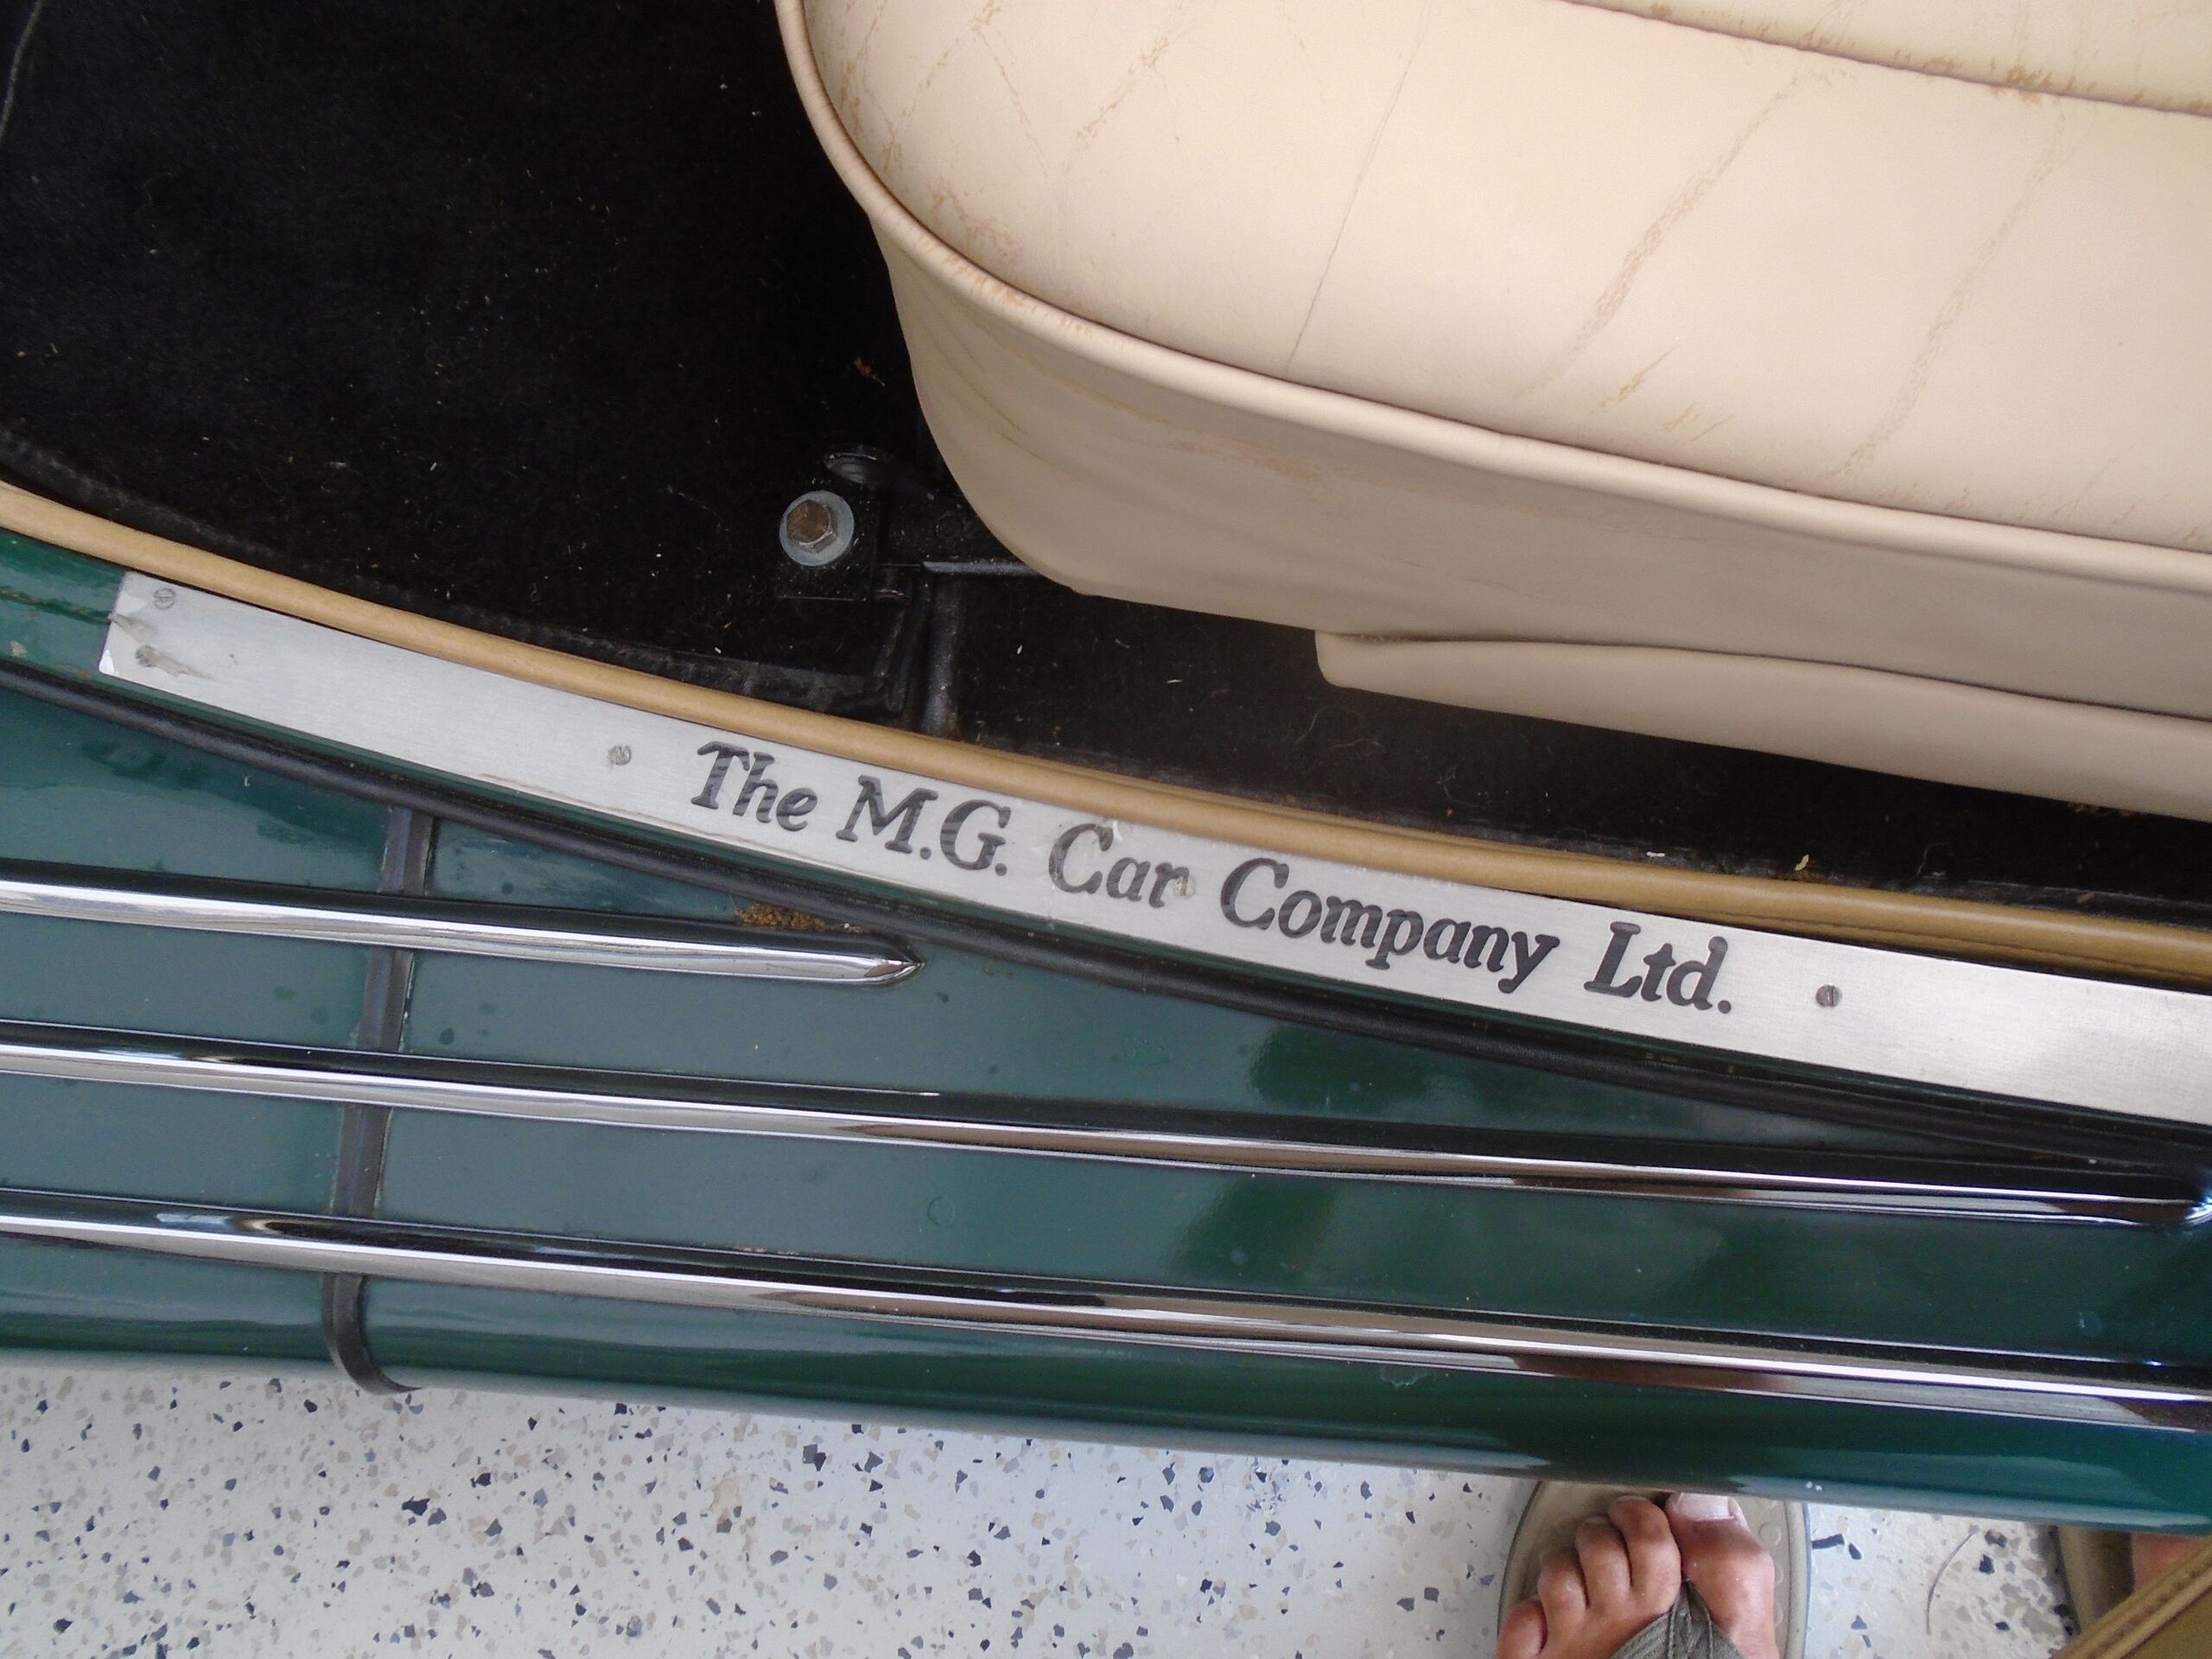 The M.G. Car Company Ltd.